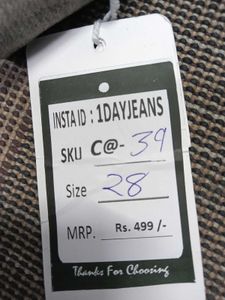 INSTA ID : 1DAYJEANS
SKU C@- 39
Size 28
MRP. Rs. 499 /-
Thanks For Choosing